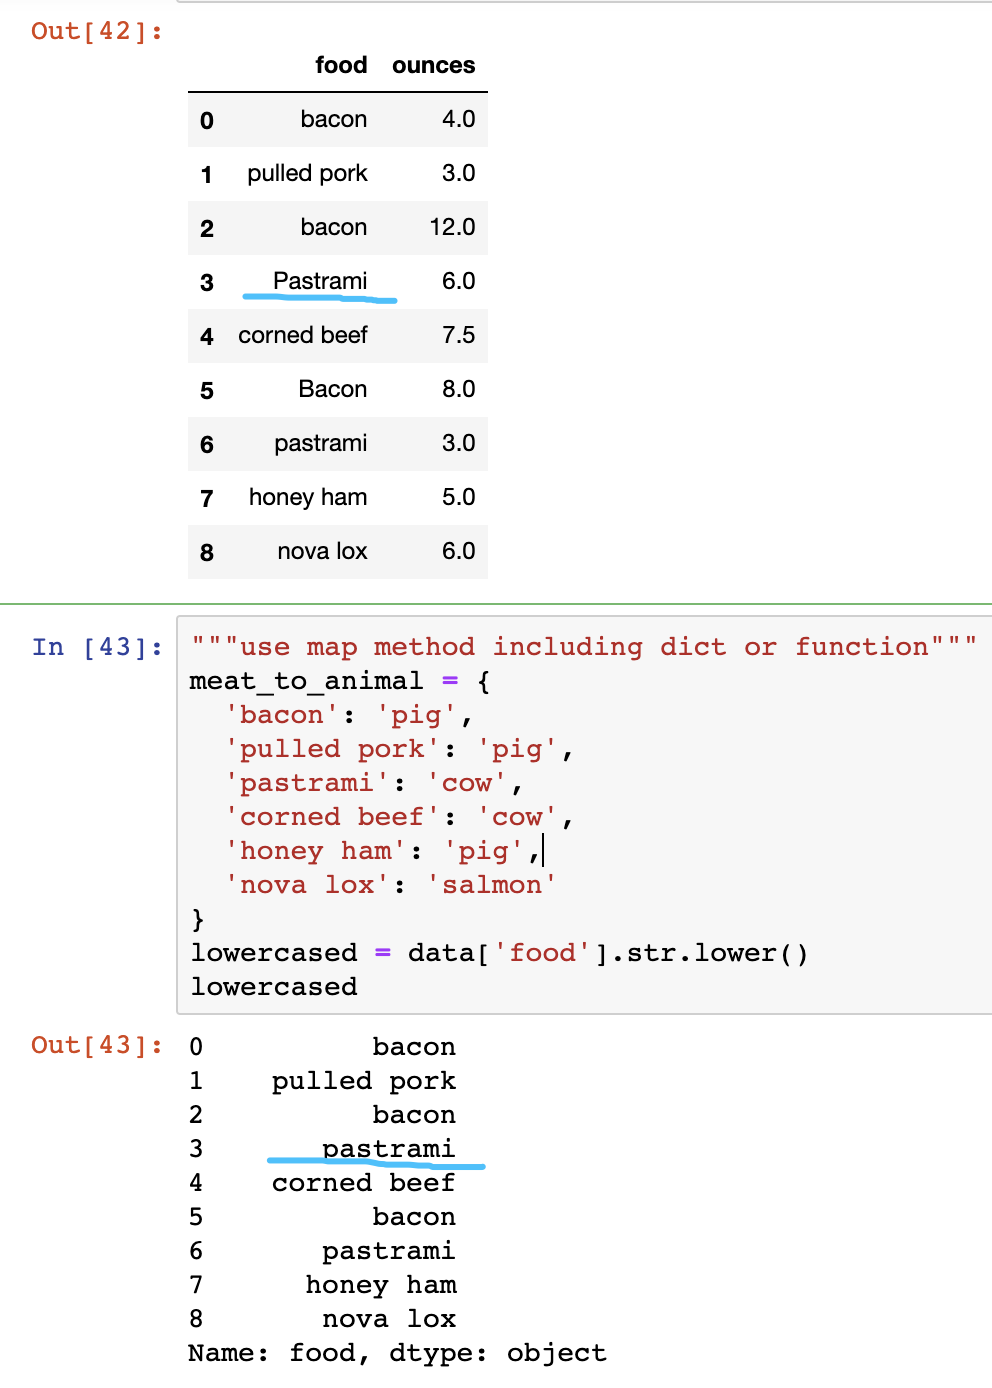 Out[42]:
food ounces
0 bacon 4.0
1 pulled pork 3.0
2 bacon 12.0
3 Pastrami 6.0
4 corned beef 7.5
5 Bacon 8.0
6 pastrami 3.0
7 honey ham 5.0
8 nova lox 6.0
In [43]: """use map method including dict or function"""
meat_to_animal = {
'bacon': 'pig',
'pulled pork': 'pig',
'pastrami': 'cow',
'corned beef': 'cow',
'honey ham': 'pig',
'nova lox': 'salmon'
}
lowercased = data['food'].str.lower()
lowercased
Out[43]: 0 bacon
1 pulled pork
2 bacon
3 pastrami
4 corned beef
5 bacon
6 pastrami
7 honey ham
8 nova lox
Name: food, dtype: object